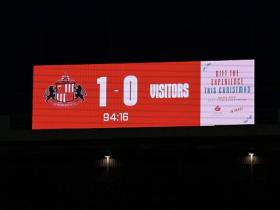 1 - 0 VISITORS
94:16
GIFT THE
EXPERIENCE
THIS CHRISTMAS